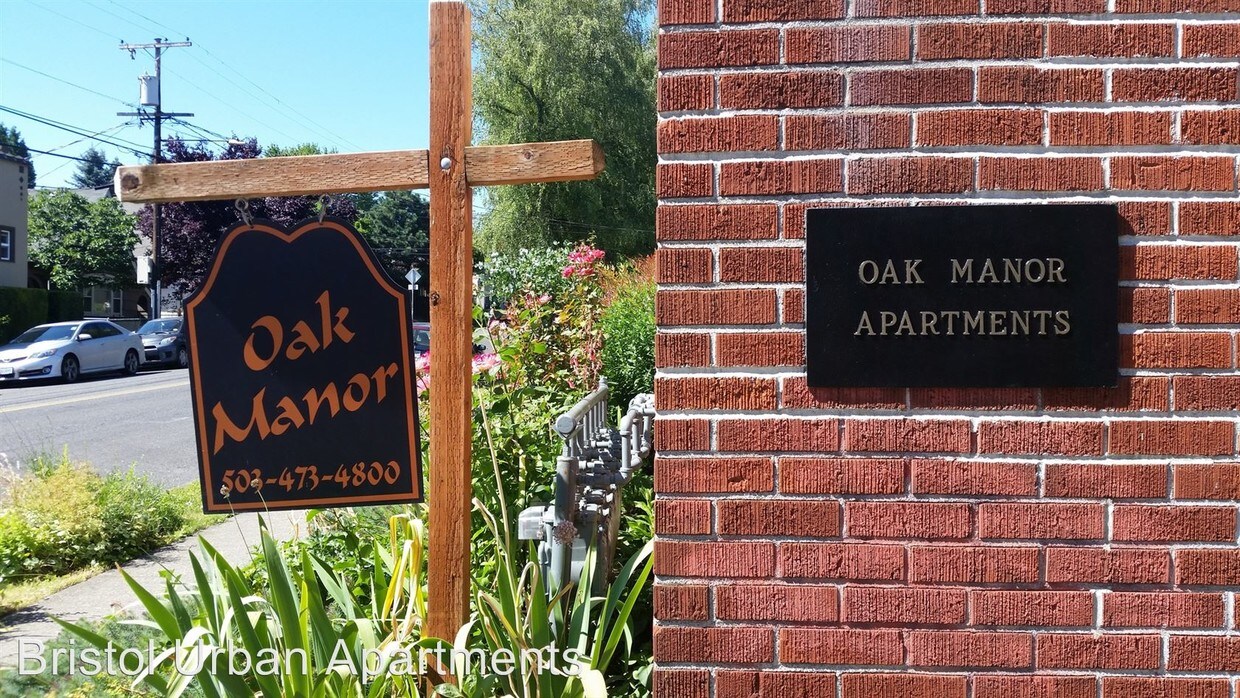 Oak
Manor
503-473-4800
OAK MANOR
APARTMENTS
Bristol Urban Apartments